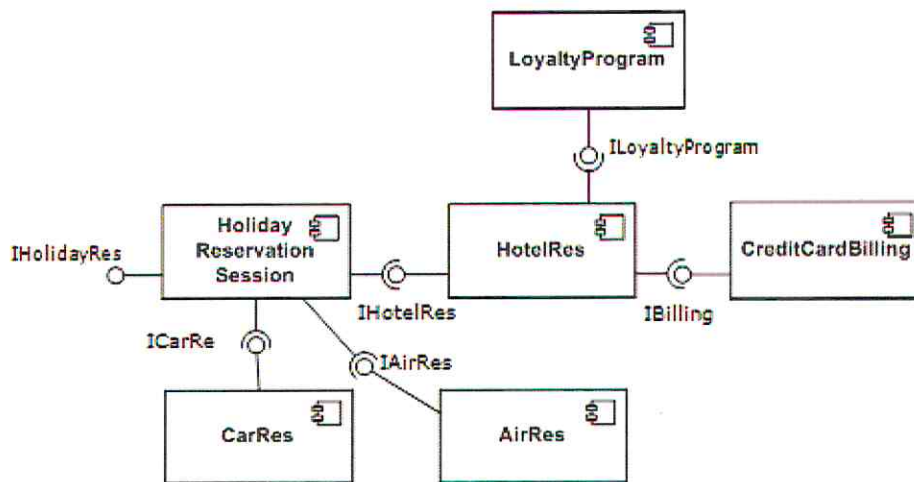 LoyaltyProgram
ILoyaltyProgram
Holiday
Reservation
Session
HotelRes
CreditCardBilling
IHolidayRes
IHotelRes
IBilling
ICarRe
IAirRes
CarRes
AirRes